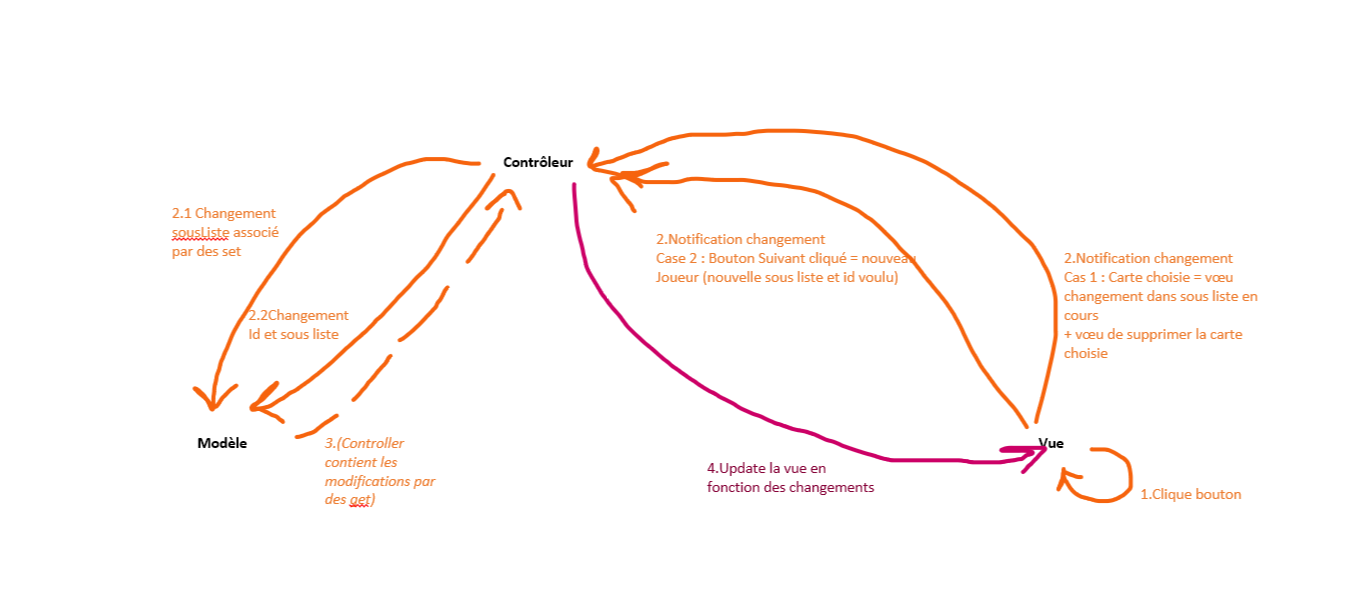 Contrôleur
2.1 Changement
sousListe associé
par des set
2.Notification changement
Case 2 : Bouton Suivant cliqué = nouveau
Joueur (nouvelle sous liste et id voulu)
2.Notification changement
Cas 1 : Carte choisie = vœu
changement dans sous liste en
cours
+ vœu de supprimer la carte
choisie
2.2Changement
Id et sous liste
Modèle
3.(Controller
contient les
modifications par
des get)
Vue
4.Update la vue en
fonction des changements
1.Clique bouton